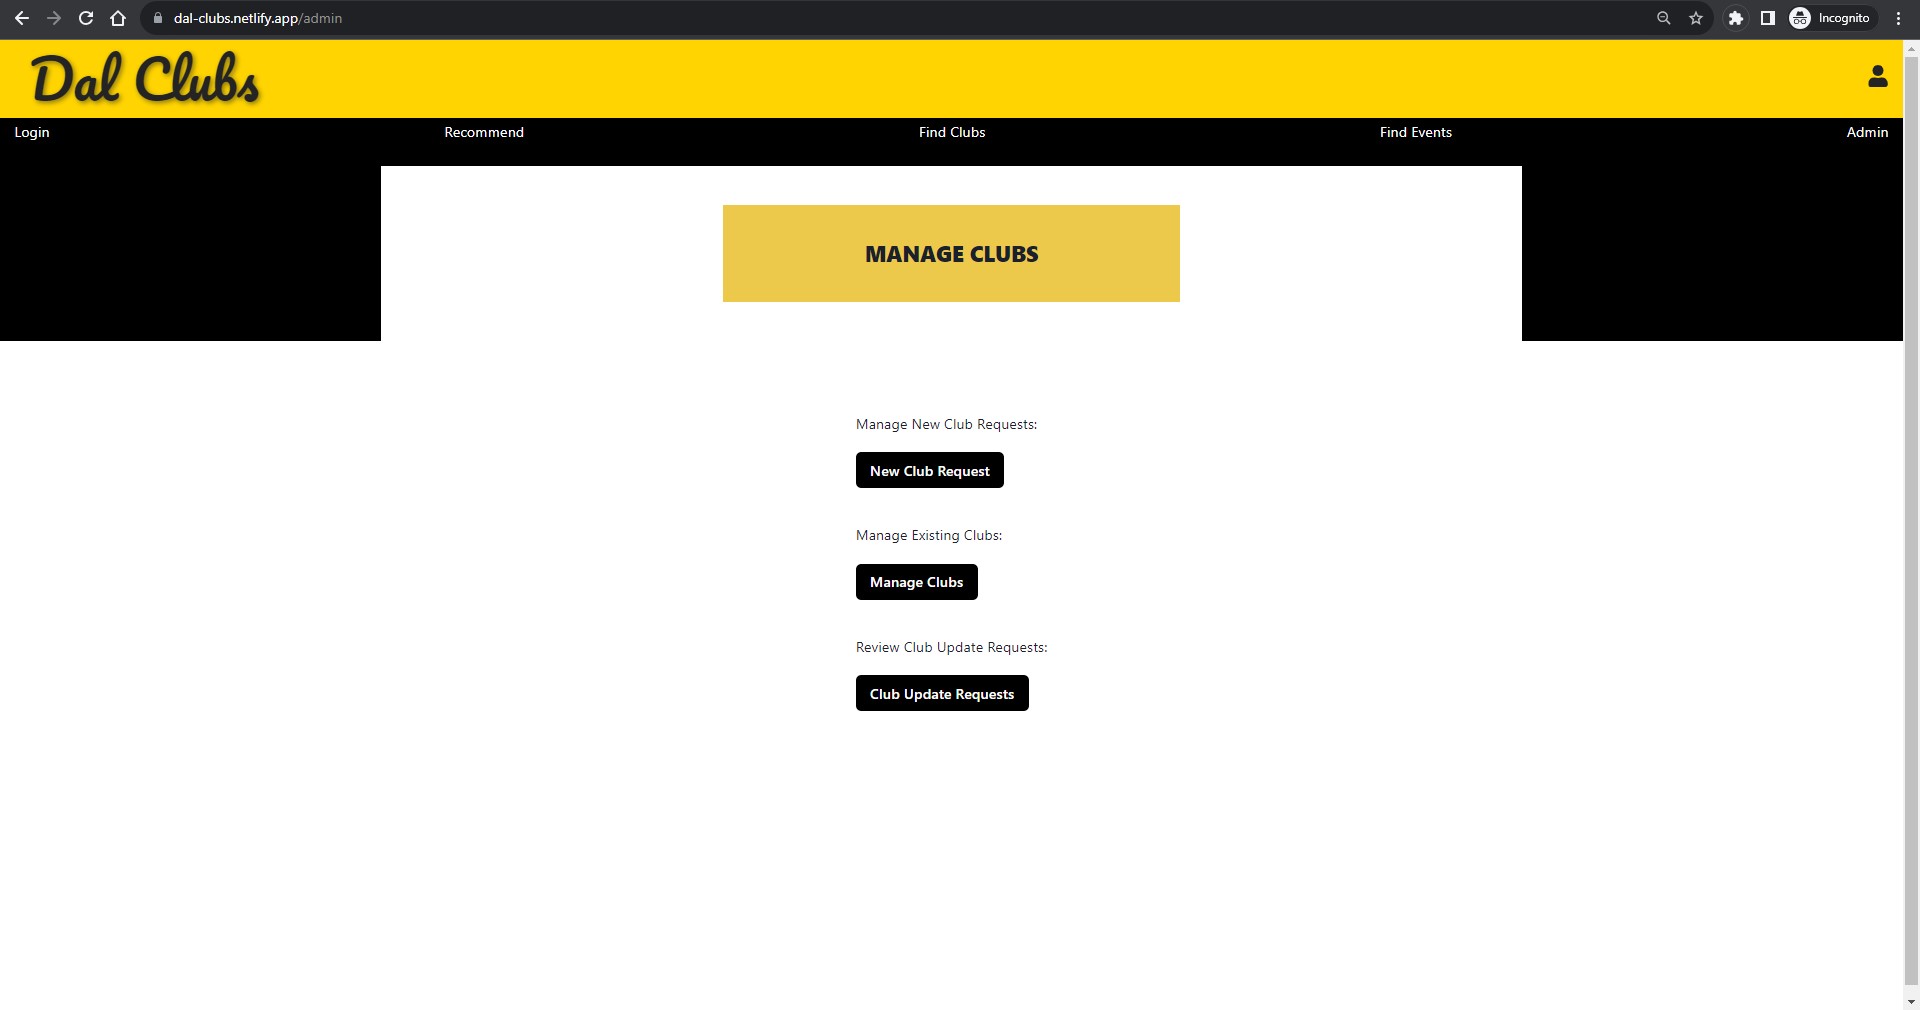 dal-clubs.netlify.app/admin
Incognito
Dal Clubs
Login Recommend Find Clubs Find Events Admin
MANAGE CLUBS
Manage New Club Requests:
New Club Request
Manage Existing Clubs:
Manage Clubs
Review Club Update Requests:
Club Update Requests